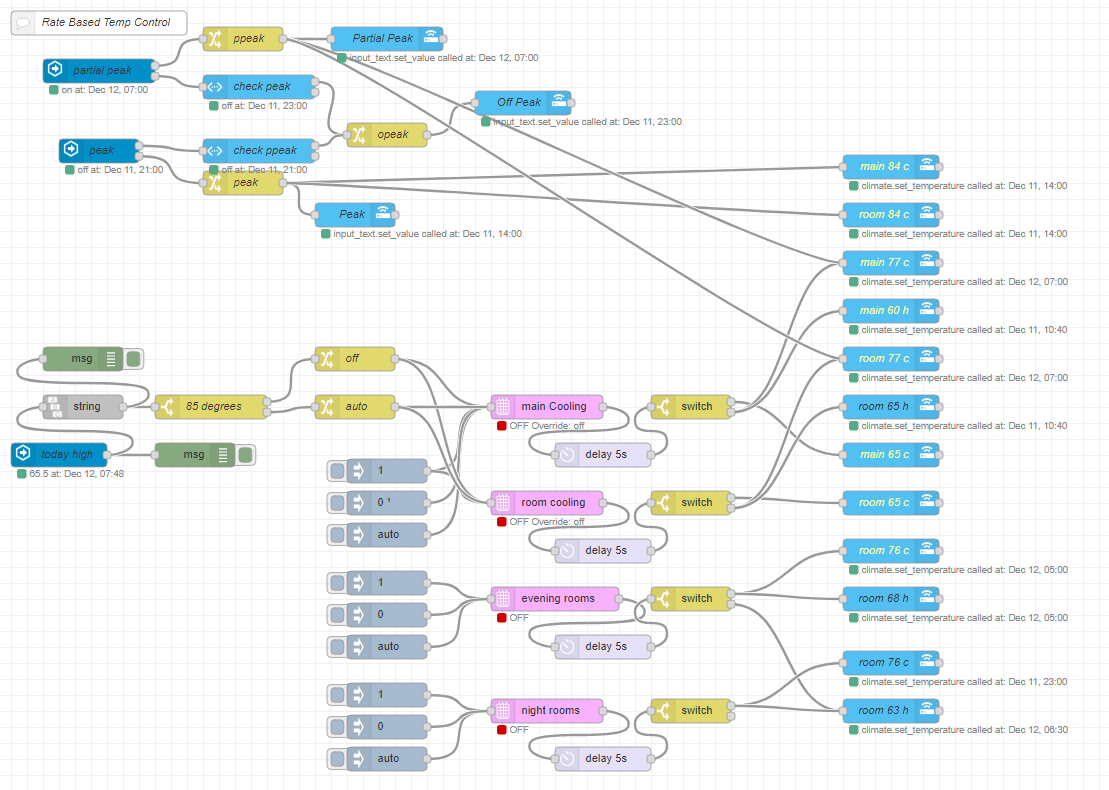 Rate Based Temp Control
ppeak
Partial Peak
input_text.set_value called at: Dec 12, 07:00
partial peak
on at: Dec 12, 07:00
check peak
off at: Dec 11, 23:00
Off Peak
input_text.set_value called at: Dec 11, 23:00
opeak
peak
off at: Dec 11, 21:00
check ppeak
off at: Dec 11, 21:00
peak
Peak
input_text.set_value called at: Dec 11, 14:00
main 84 c
climate.set_temperature called at: Dec 11, 14:00
room 84 c
climate.set_temperature called at: Dec 11, 14:00
main 77 c
climate.set_temperature called at: Dec 12, 07:00
main 60 h
climate.set_temperature called at: Dec 11, 10:40
msg
off
room 77 c
climate.set_temperature called at: Dec 12, 07:00
string
85 degrees
auto
main Cooling
OFF Override: off
switch
room 65 h
climate.set_temperature called at: Dec 11, 10:40
today high
65.5 at: Dec 12, 07:48
msg
delay 5s
main 65 c
1
0 ¹
auto
room cooling
OFF Override: off
switch
room 65 c
delay 5s
room 76 c
climate.set_temperature called at: Dec 12, 05:00
1
0
auto
evening rooms
OFF
switch
room 68 h
climate.set_temperature called at: Dec 12, 05:00
delay 5s
room 76 c
climate.set_temperature called at: Dec 11, 23:00
1
0
auto
night rooms
OFF
switch
room 63 h
climate.set_temperature called at: Dec 12, 06:30
delay 5s